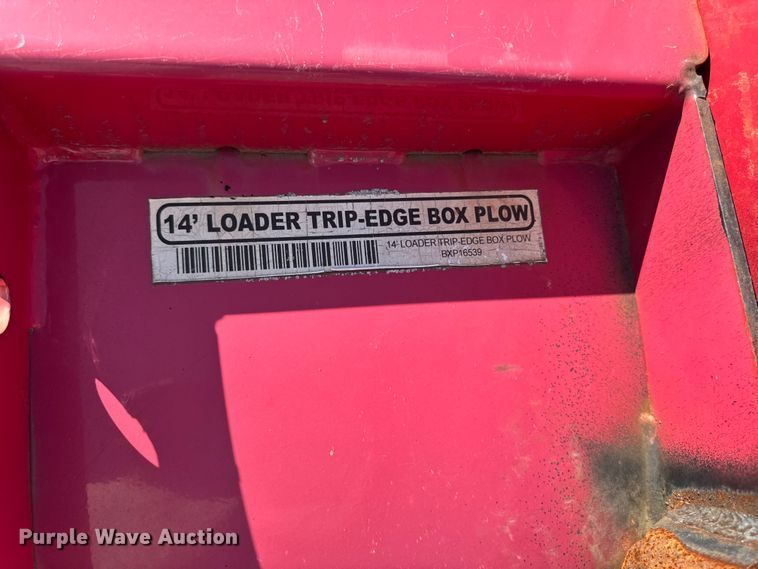 14' LOADER TRIP-EDGE BOX PLOW
14' LOADER TRIP-EDGE BOX PLOW
BXP16539
Purple Wave Auction